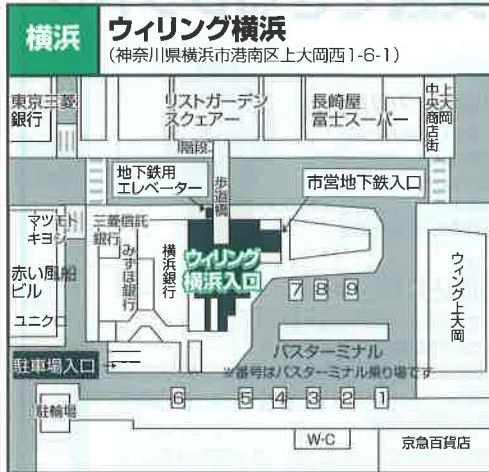 横浜
ウィリング横浜
(神奈川県横浜市港南区上大岡西1-6-1)
東京三菱
銀行
リストガーデン
スクェアー
長崎屋
富士スーパー
上大岡
中央商店街
階段
地下鉄用
エレベーター
歩道橋
市営地下鉄入口
マツモト
キヨシ
三菱信託
銀行
みずほ銀行
横浜銀行
ウィリング
横浜入口
赤い風船
ビル
ユニクロ
ウィング上大岡
7 8 9
バスターミナル
※番号はバスターミナル乗り場です
駐車場入口
駐輪場
6 5 4 3 2 1
W-C
京急百貨店